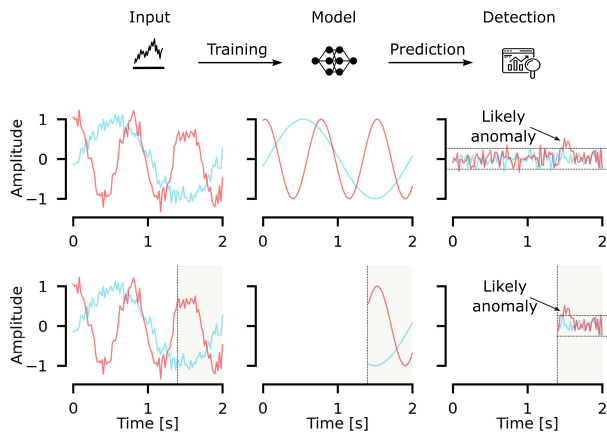 Input
Model
Detection
Training
Prediction
Amplitude
1
0
−1
0
1
2
0
1
2
Likely
anomaly
0
1
2
Amplitude
1
0
−1
0
1
2
Time [s]
0
1
2
Time [s]
Likely
anomaly
0
1
2
Time [s]